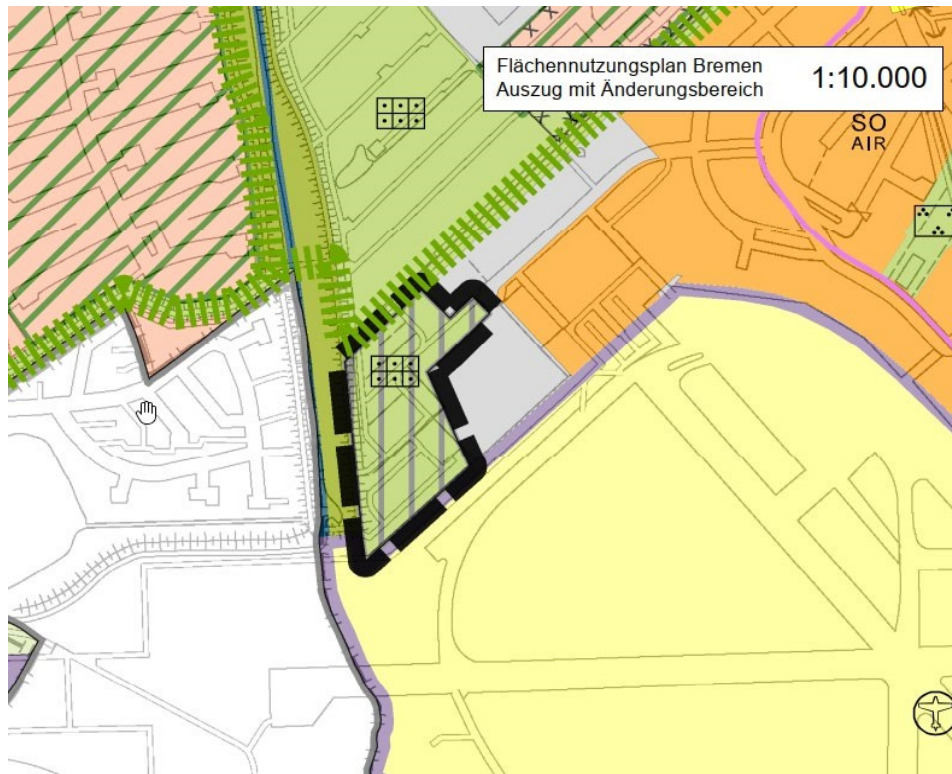 Flächennutzungsplan Bremen
Auszug mit Änderungsbereich
1:10.000
SO
AIR